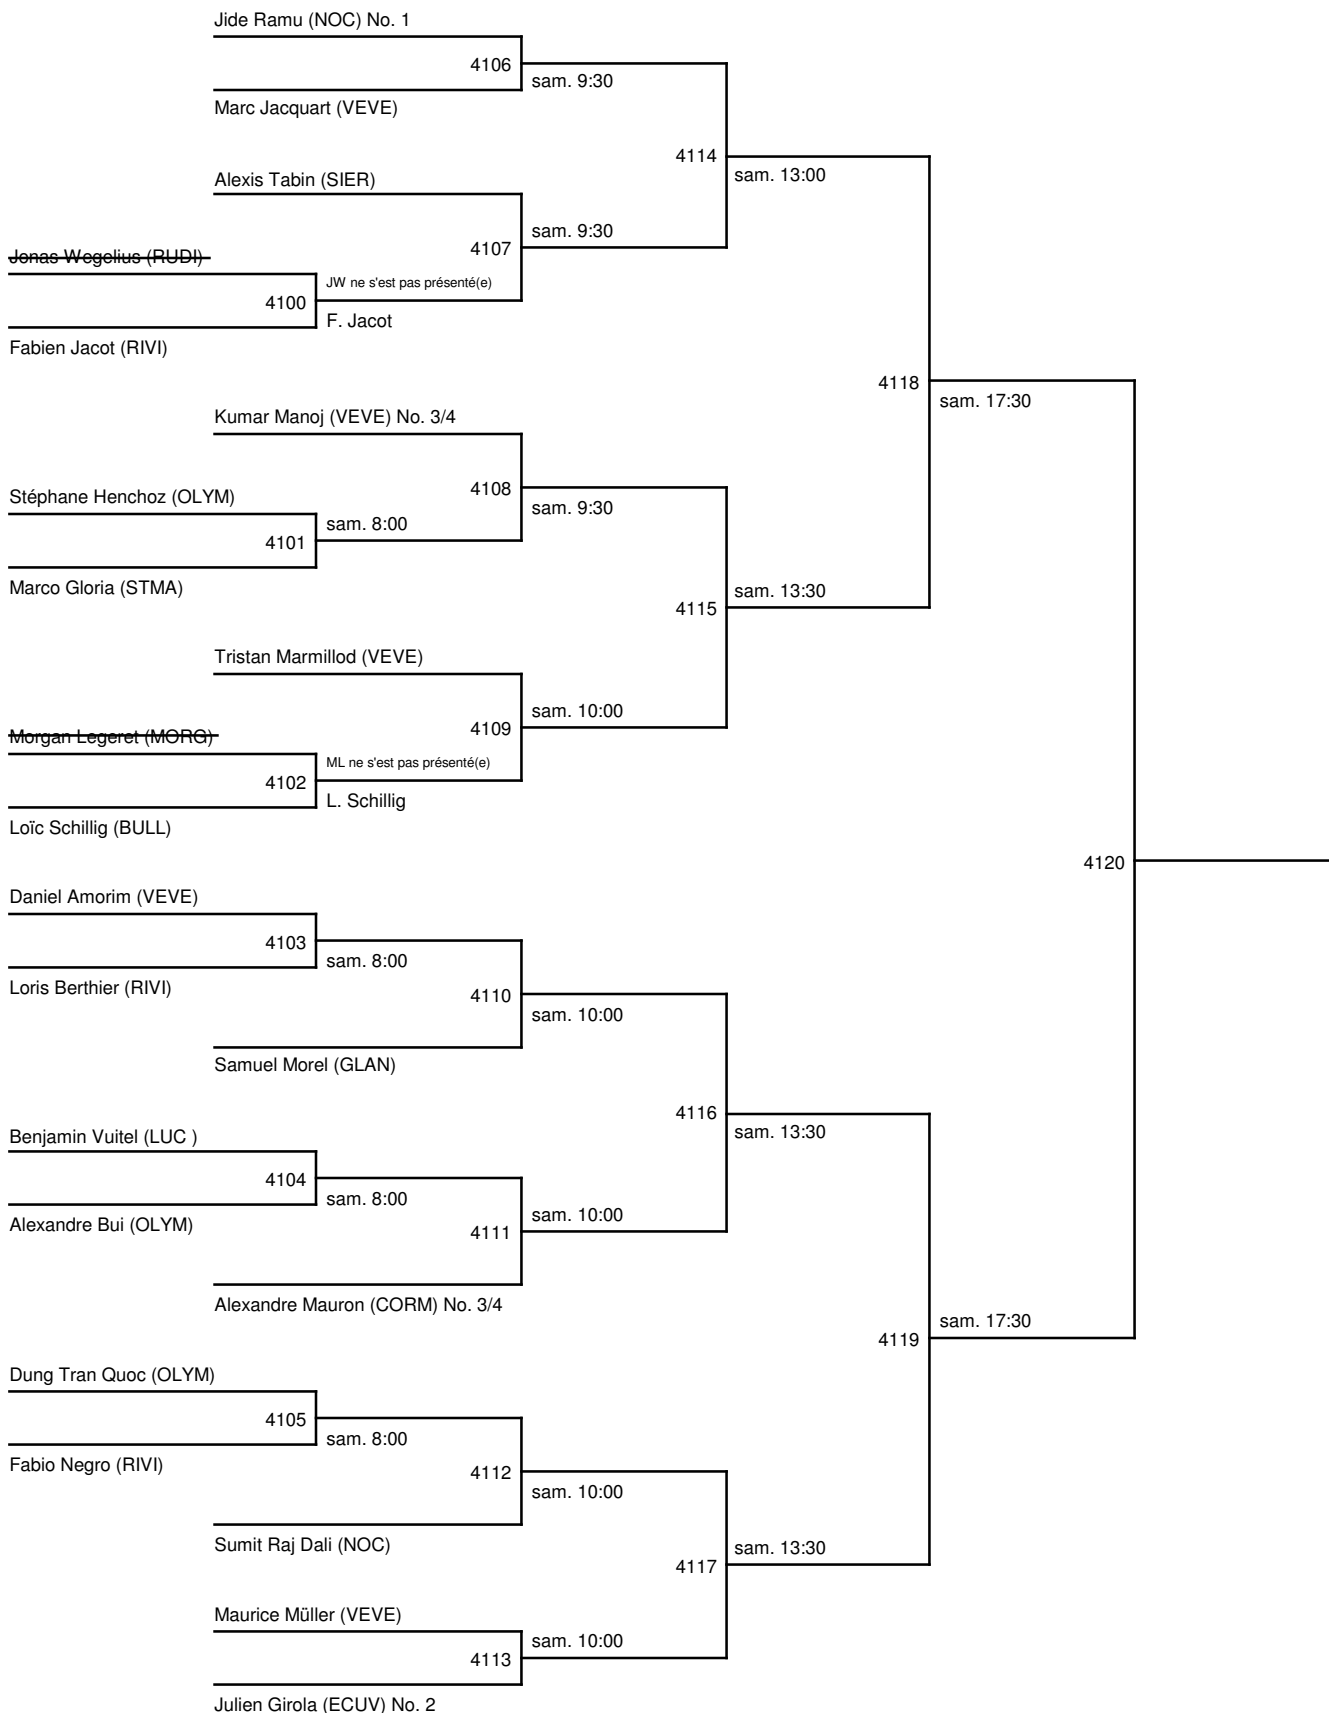 Jide Ramu (NOC) No. 1
4106
sam. 9:30
Marc Jacquart (VEVE)
4114
sam. 13:00
Alexis Tabin (SIER)
4107
sam. 9:30
Jonas Wegelius (RUDI)
JW ne s'est pas présenté(e)
4100
F. Jacot
Fabien Jacot (RIVI)
4118
sam. 17:30
Kumar Manoj (VEVE) No. 3/4
4108
sam. 9:30
Stéphane Henchoz (OLYM)
sam. 8:00
4101
Marco Gloria (STMA)
4115
sam. 13:30
Tristan Marmillod (VEVE)
4109
sam. 10:00
Morgan Legeret (MORG)
ML ne s'est pas présenté(e)
4102
L. Schillig
Loïc Schillig (BULL)
4120
Daniel Amorim (VEVE)
4103
sam. 8:00
Loris Berthier (RIVI)
4110
sam. 10:00
Samuel Morel (GLAN)
4116
sam. 13:30
Benjamin Vuitel (LUC )
4104
sam. 8:00
Alexandre Bui (OLYM)
4111
sam. 10:00
Alexandre Mauron (CORM) No. 3/4
4119
sam. 17:30
Dung Tran Quoc (OLYM)
4105
sam. 8:00
Fabio Negro (RIVI)
4112
sam. 10:00
Sumit Raj Dali (NOC)
4117
sam. 13:30
Maurice Müller (VEVE)
4113
sam. 10:00
Julien Girola (ECUV) No. 2